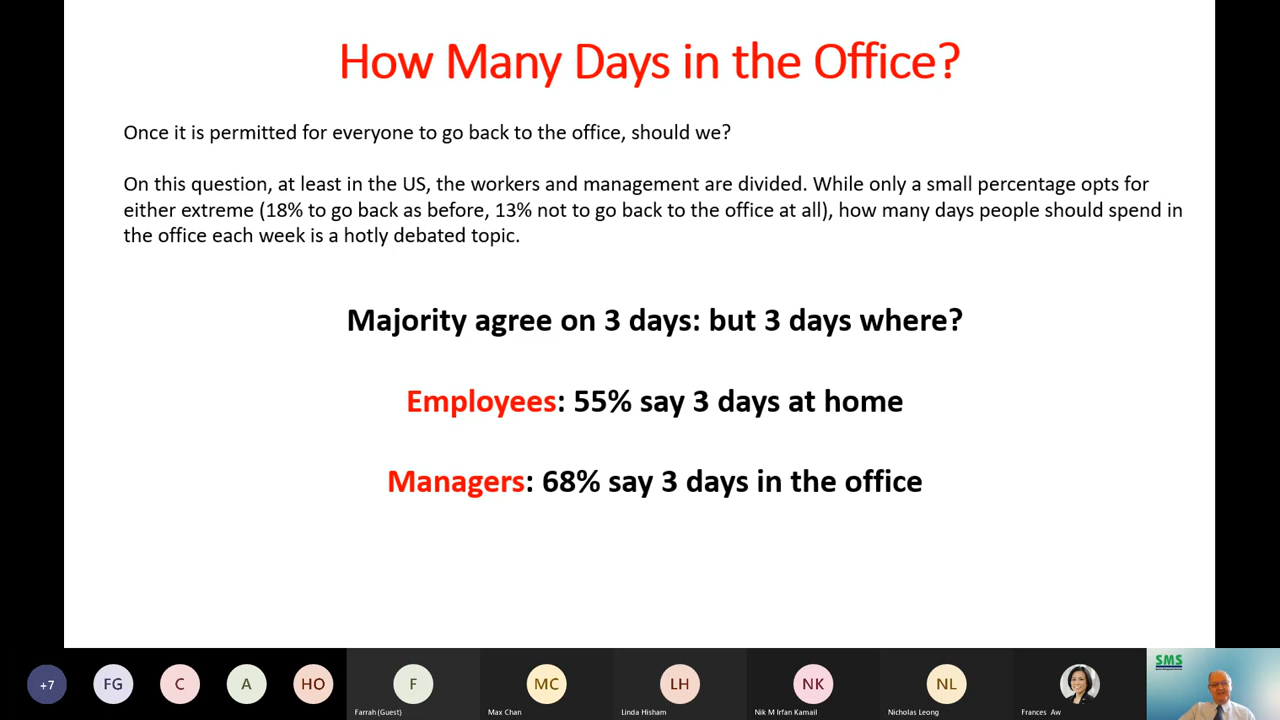 How Many Days in the Office?
Once it is permitted for everyone to go back to the office, should we?
On this question, at least in the US, the workers and management are divided. While only a small percentage opts for
either extreme (18% to go back as before, 13% not to go back to the office at all), how many days people should spend in
the office each week is a hotly debated topic.
Majority agree on 3 days: but 3 days where?
Employees: 55% say 3 days at home
Managers: 68% say 3 days in the office
+7
FG
C
A
HO
F
MC
LH
NK
NL
SMS
Farrah (Guest)
Max Chan
Linda Hisham
Nik M Irfan Kamail
Nicholas Leong
Frances Aw